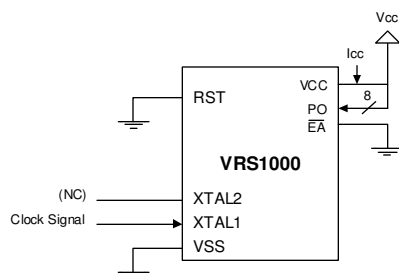 Vcc
Icc
VCC
8
RST
PO
EA
VRS1000
(NC)
XTAL2
Clock Signal
XTAL1
VSS